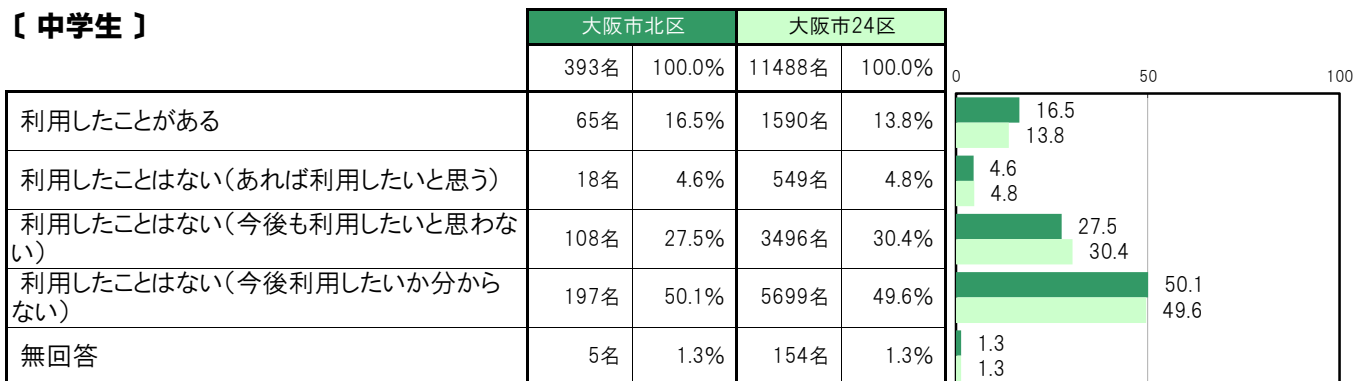 〔 中学生 〕
大阪市北区 大阪市24区
393名 100.0% 11488名 100.0%
0 50 100
利用したことがある 65名 16.5% 1590名 13.8%
16.5
13.8
利用したことはない（あれば利用したいと思う） 18名 4.6% 549名 4.8%
4.6
4.8
利用したことはない（今後も利用したいと思わな
い） 108名 27.5% 3496名 30.4%
27.5
30.4
利用したことはない（今後利用したいか分から
ない） 197名 50.1% 5699名 49.6%
50.1
49.6
無回答 5名 1.3% 154名 1.3%
1.3
1.3